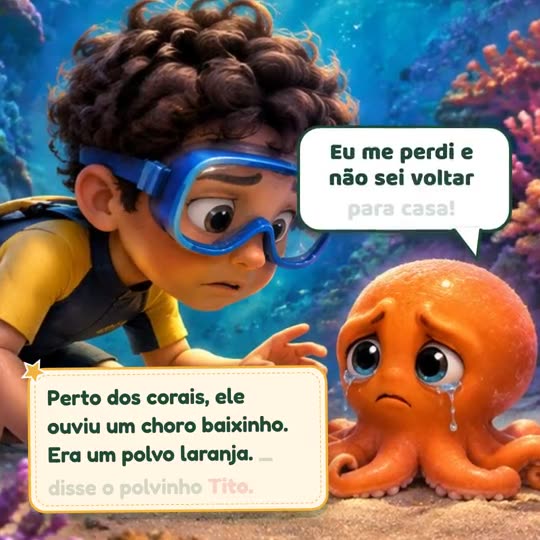 Eu me perdi e
não sei voltar
para casa!
Perto dos corais, ele
ouviu um choro baixinho.
Era um polvo laranja. _
disse o polvinho Tito.